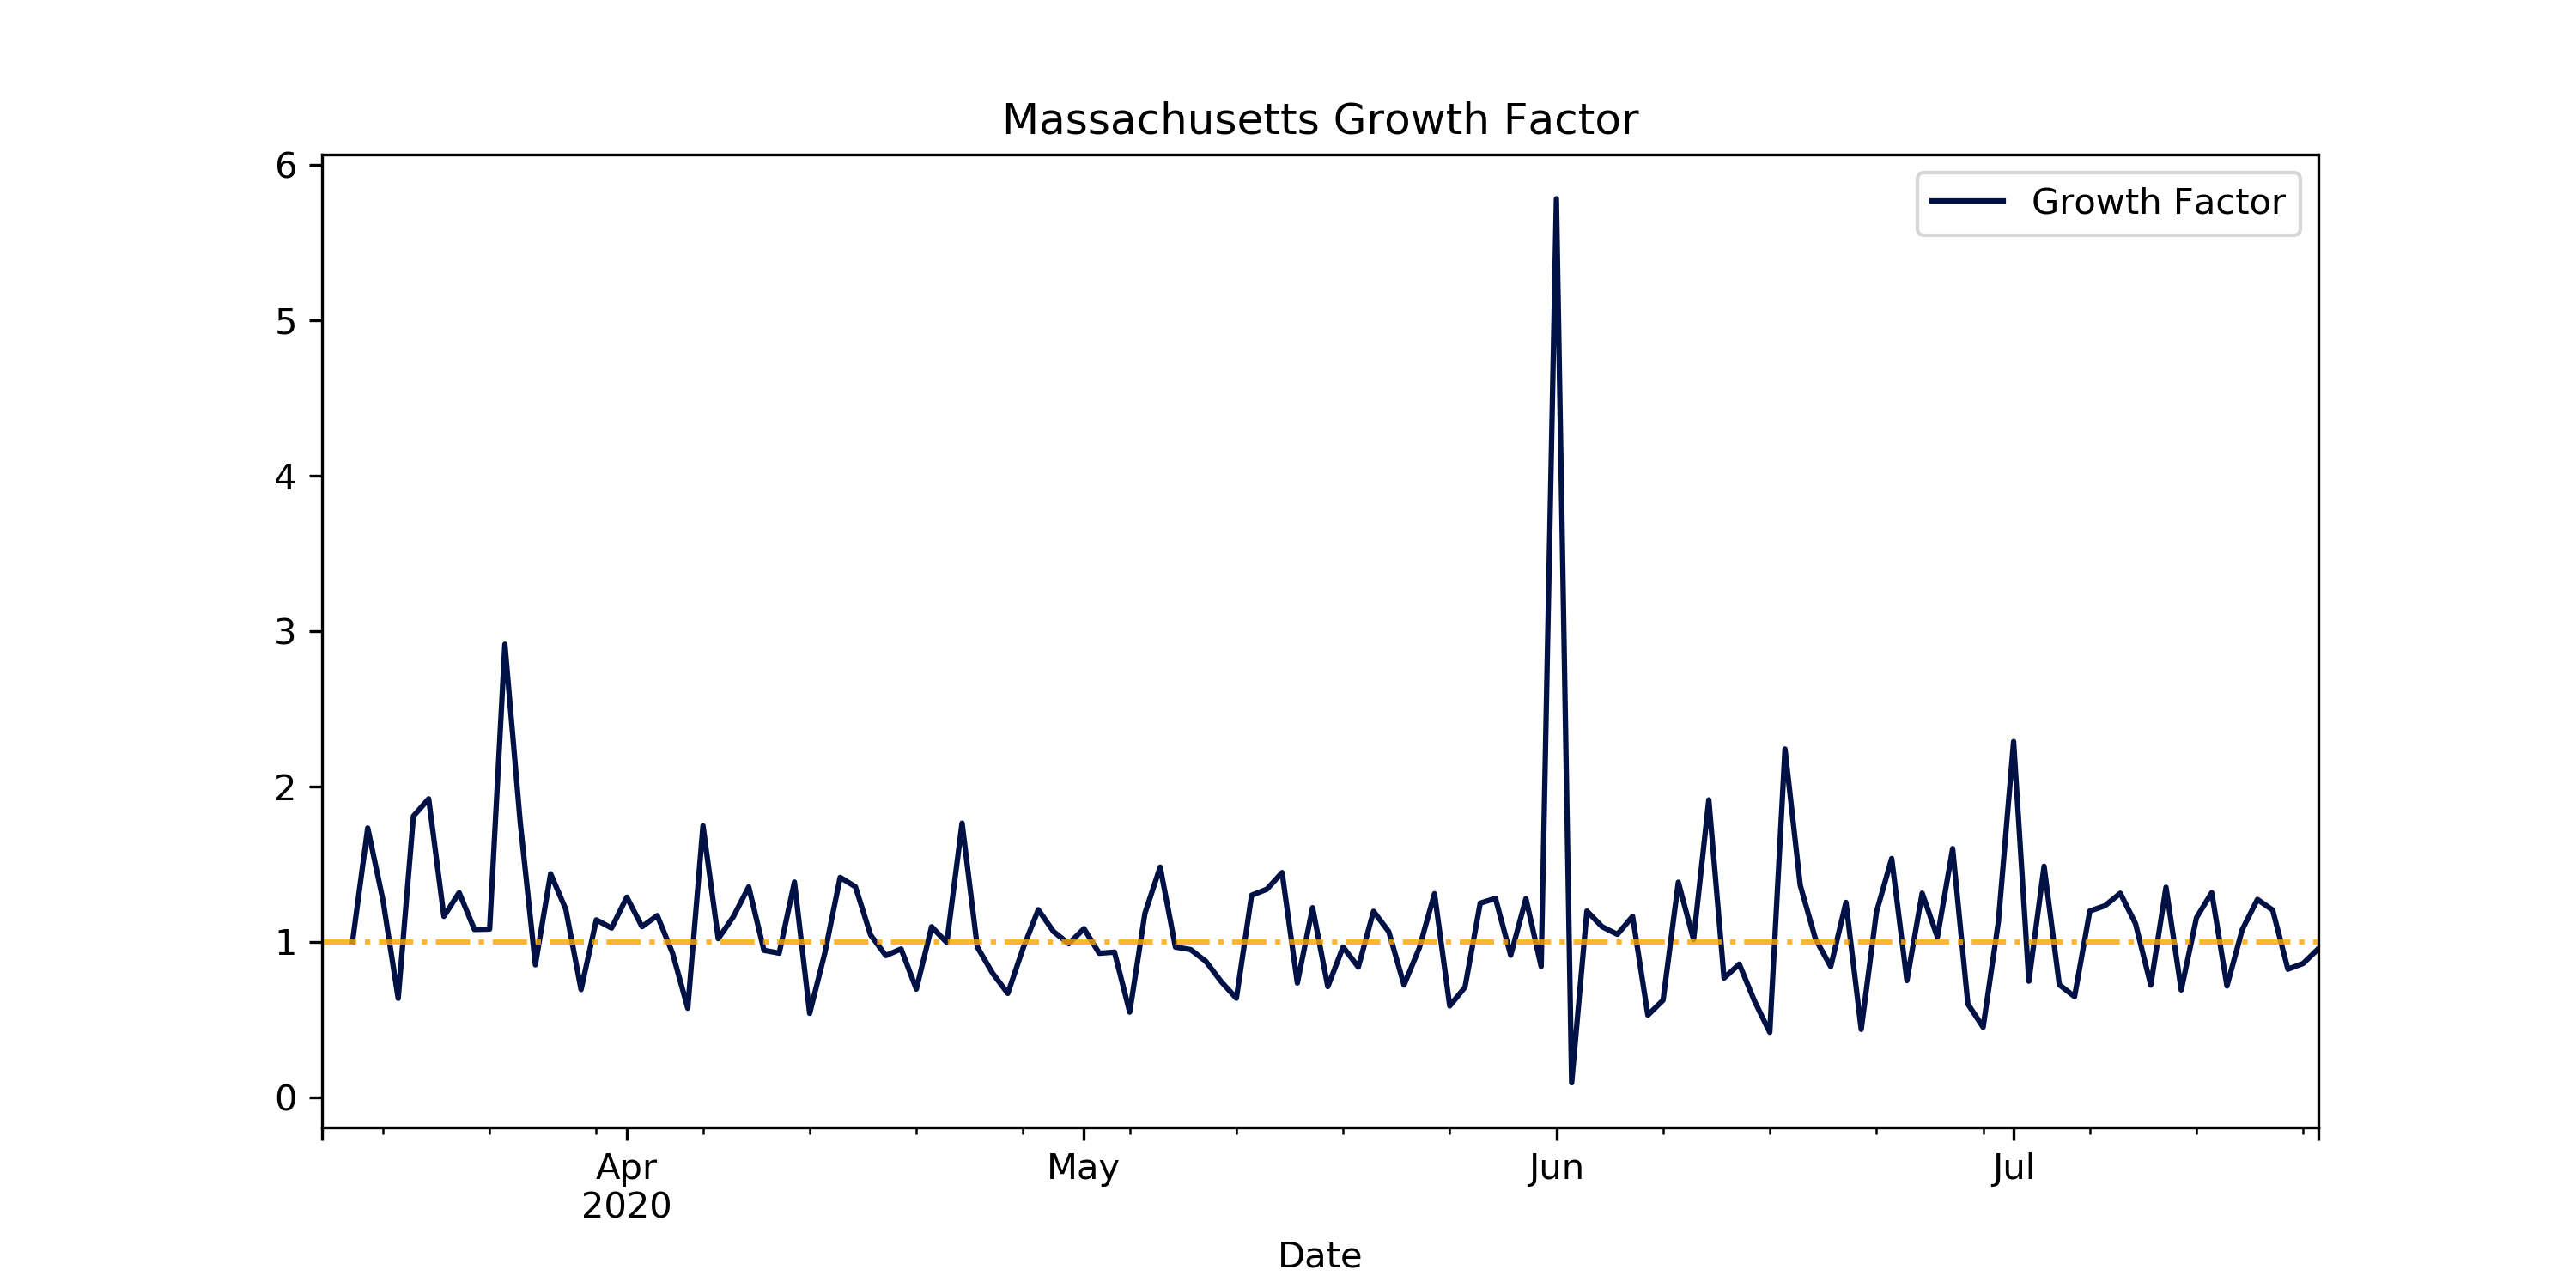 Massachusetts Growth Factor
Growth Factor
6
5
4
3
2
1
0
Apr
2020
May
Jun
Jul
Date